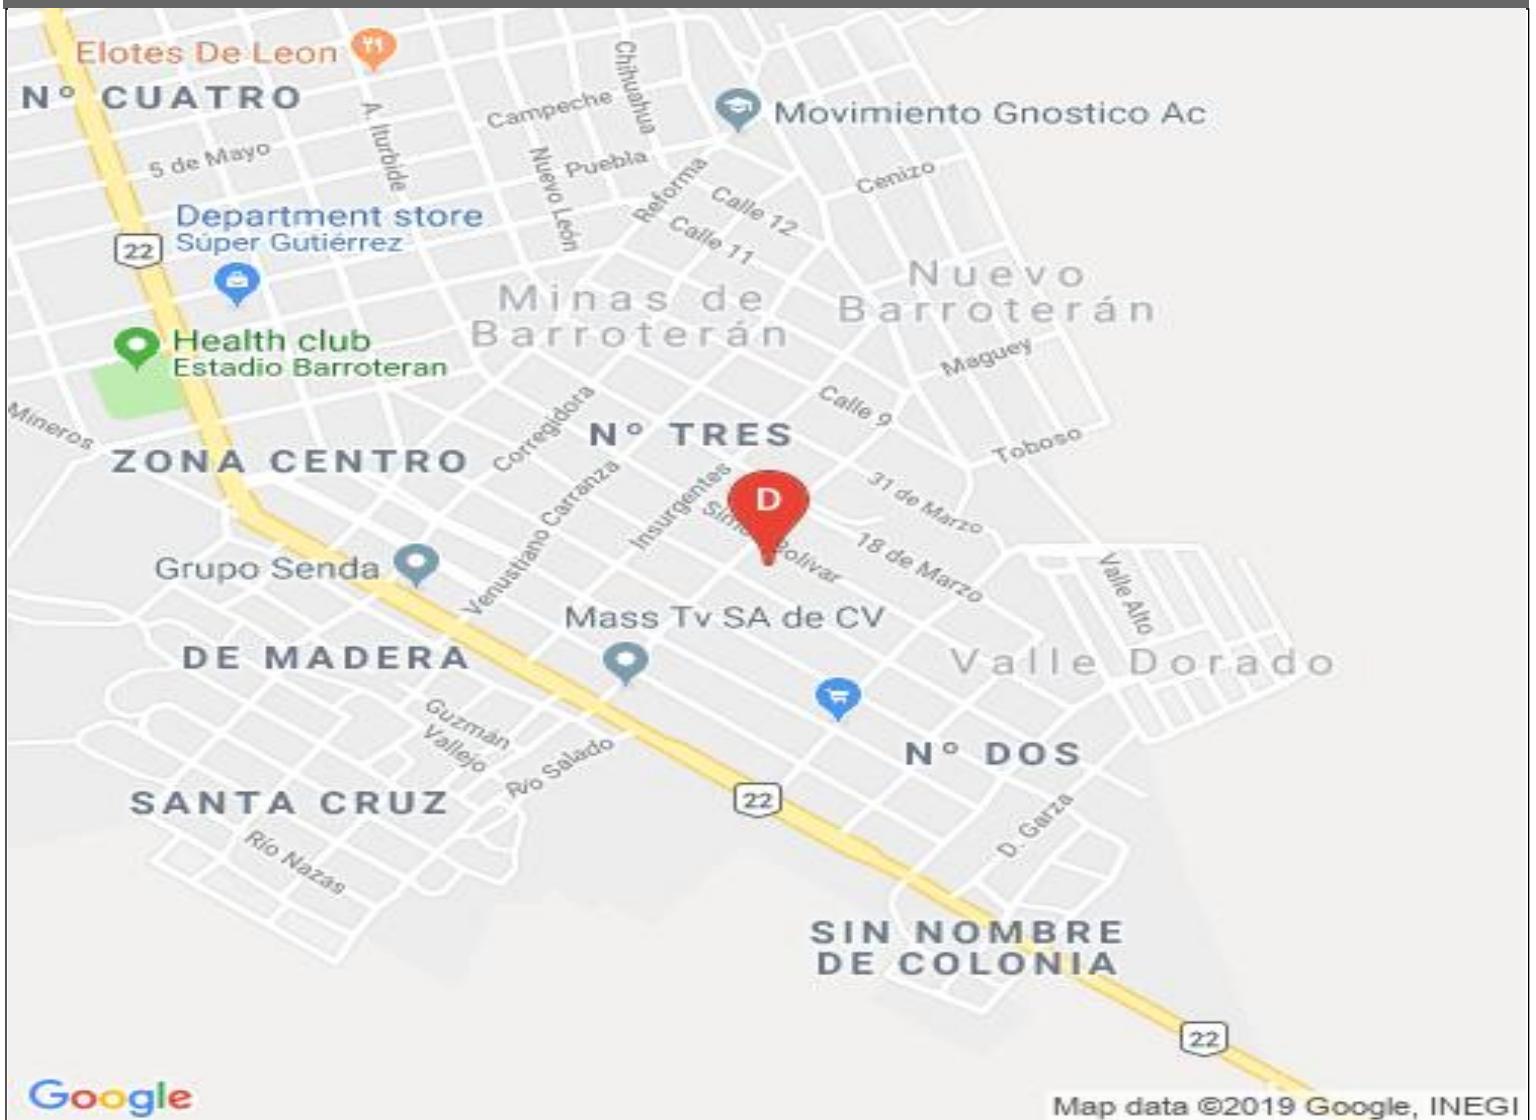 Elotes De Leon
Nº CUATRO
Campeche
Chihuahua
Movimiento Gnostico Ac
A. Iturbide
5 de Mayo
Nuevo León
Puebla
Reforma
Cenizo
Calle 12
Department store
Súper Gutiérrez
22
Calle 11
Nuevo
Barroterán
Minas de
Barroterán
Health club
Estadio Barroteran
Maguey
Mineros
Corregidora
Calle 9
Nº TRES
Toboso
ZONA CENTRO
Venustiano Carranza
Insurgentes
D
31 de Marzo
Bolivar
18 de Marzo
Grupo Senda
Valle Alto
Mass Tv SA de CV
DE MADERA
Valle Dorado
Guzmán
Vallejo
Río Salado
Nº DOS
SANTA CRUZ
22
D. Garza
Río Nazas
SIN NOMBRE
DE COLONIA
22
Google
Map data ©2019 Google, INEGI